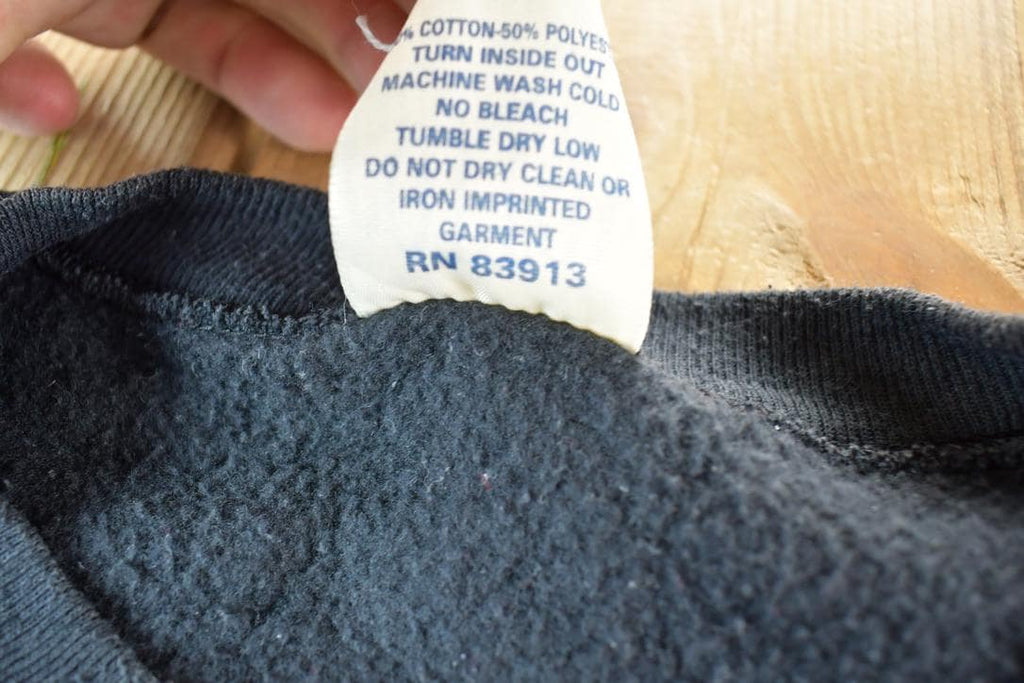 % COTTON-50% POLYES
TURN INSIDE OUT
MACHINE WASH COLD
NO BLEACH
TUMBLE DRY LOW
DO NOT DRY CLEAN OR
IRON IMPRINTED
GARMENT
RN 83913